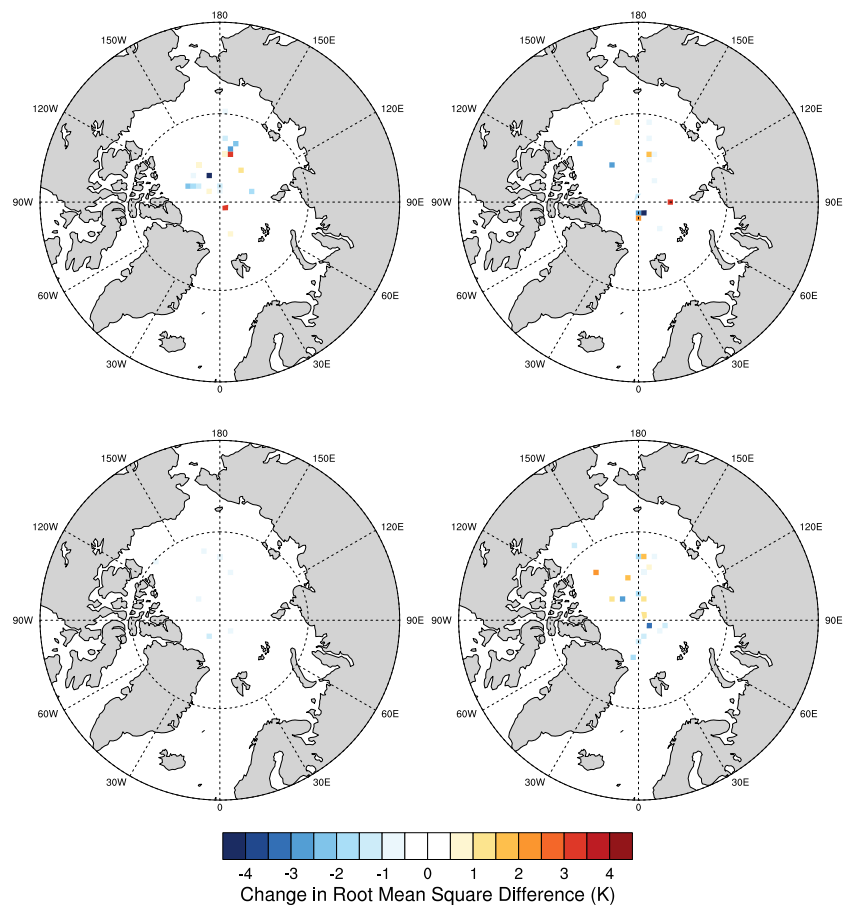 180 180
150W 150E 150W 150E
120W 120E 120W 120E
90W 90E 90W 90E
60W 60E 60W 60E
30W 30E 30W 30E
0 0
180 180
150W 150E 150W 150E
120W 120E 120W 120E
90W 90E 90W 90E
60W 60E 60W 60E
30W 30E 30W 30E
0 0
-4 -3 -2 -1 0 1 2 3 4
Change in Root Mean Square Difference (K)